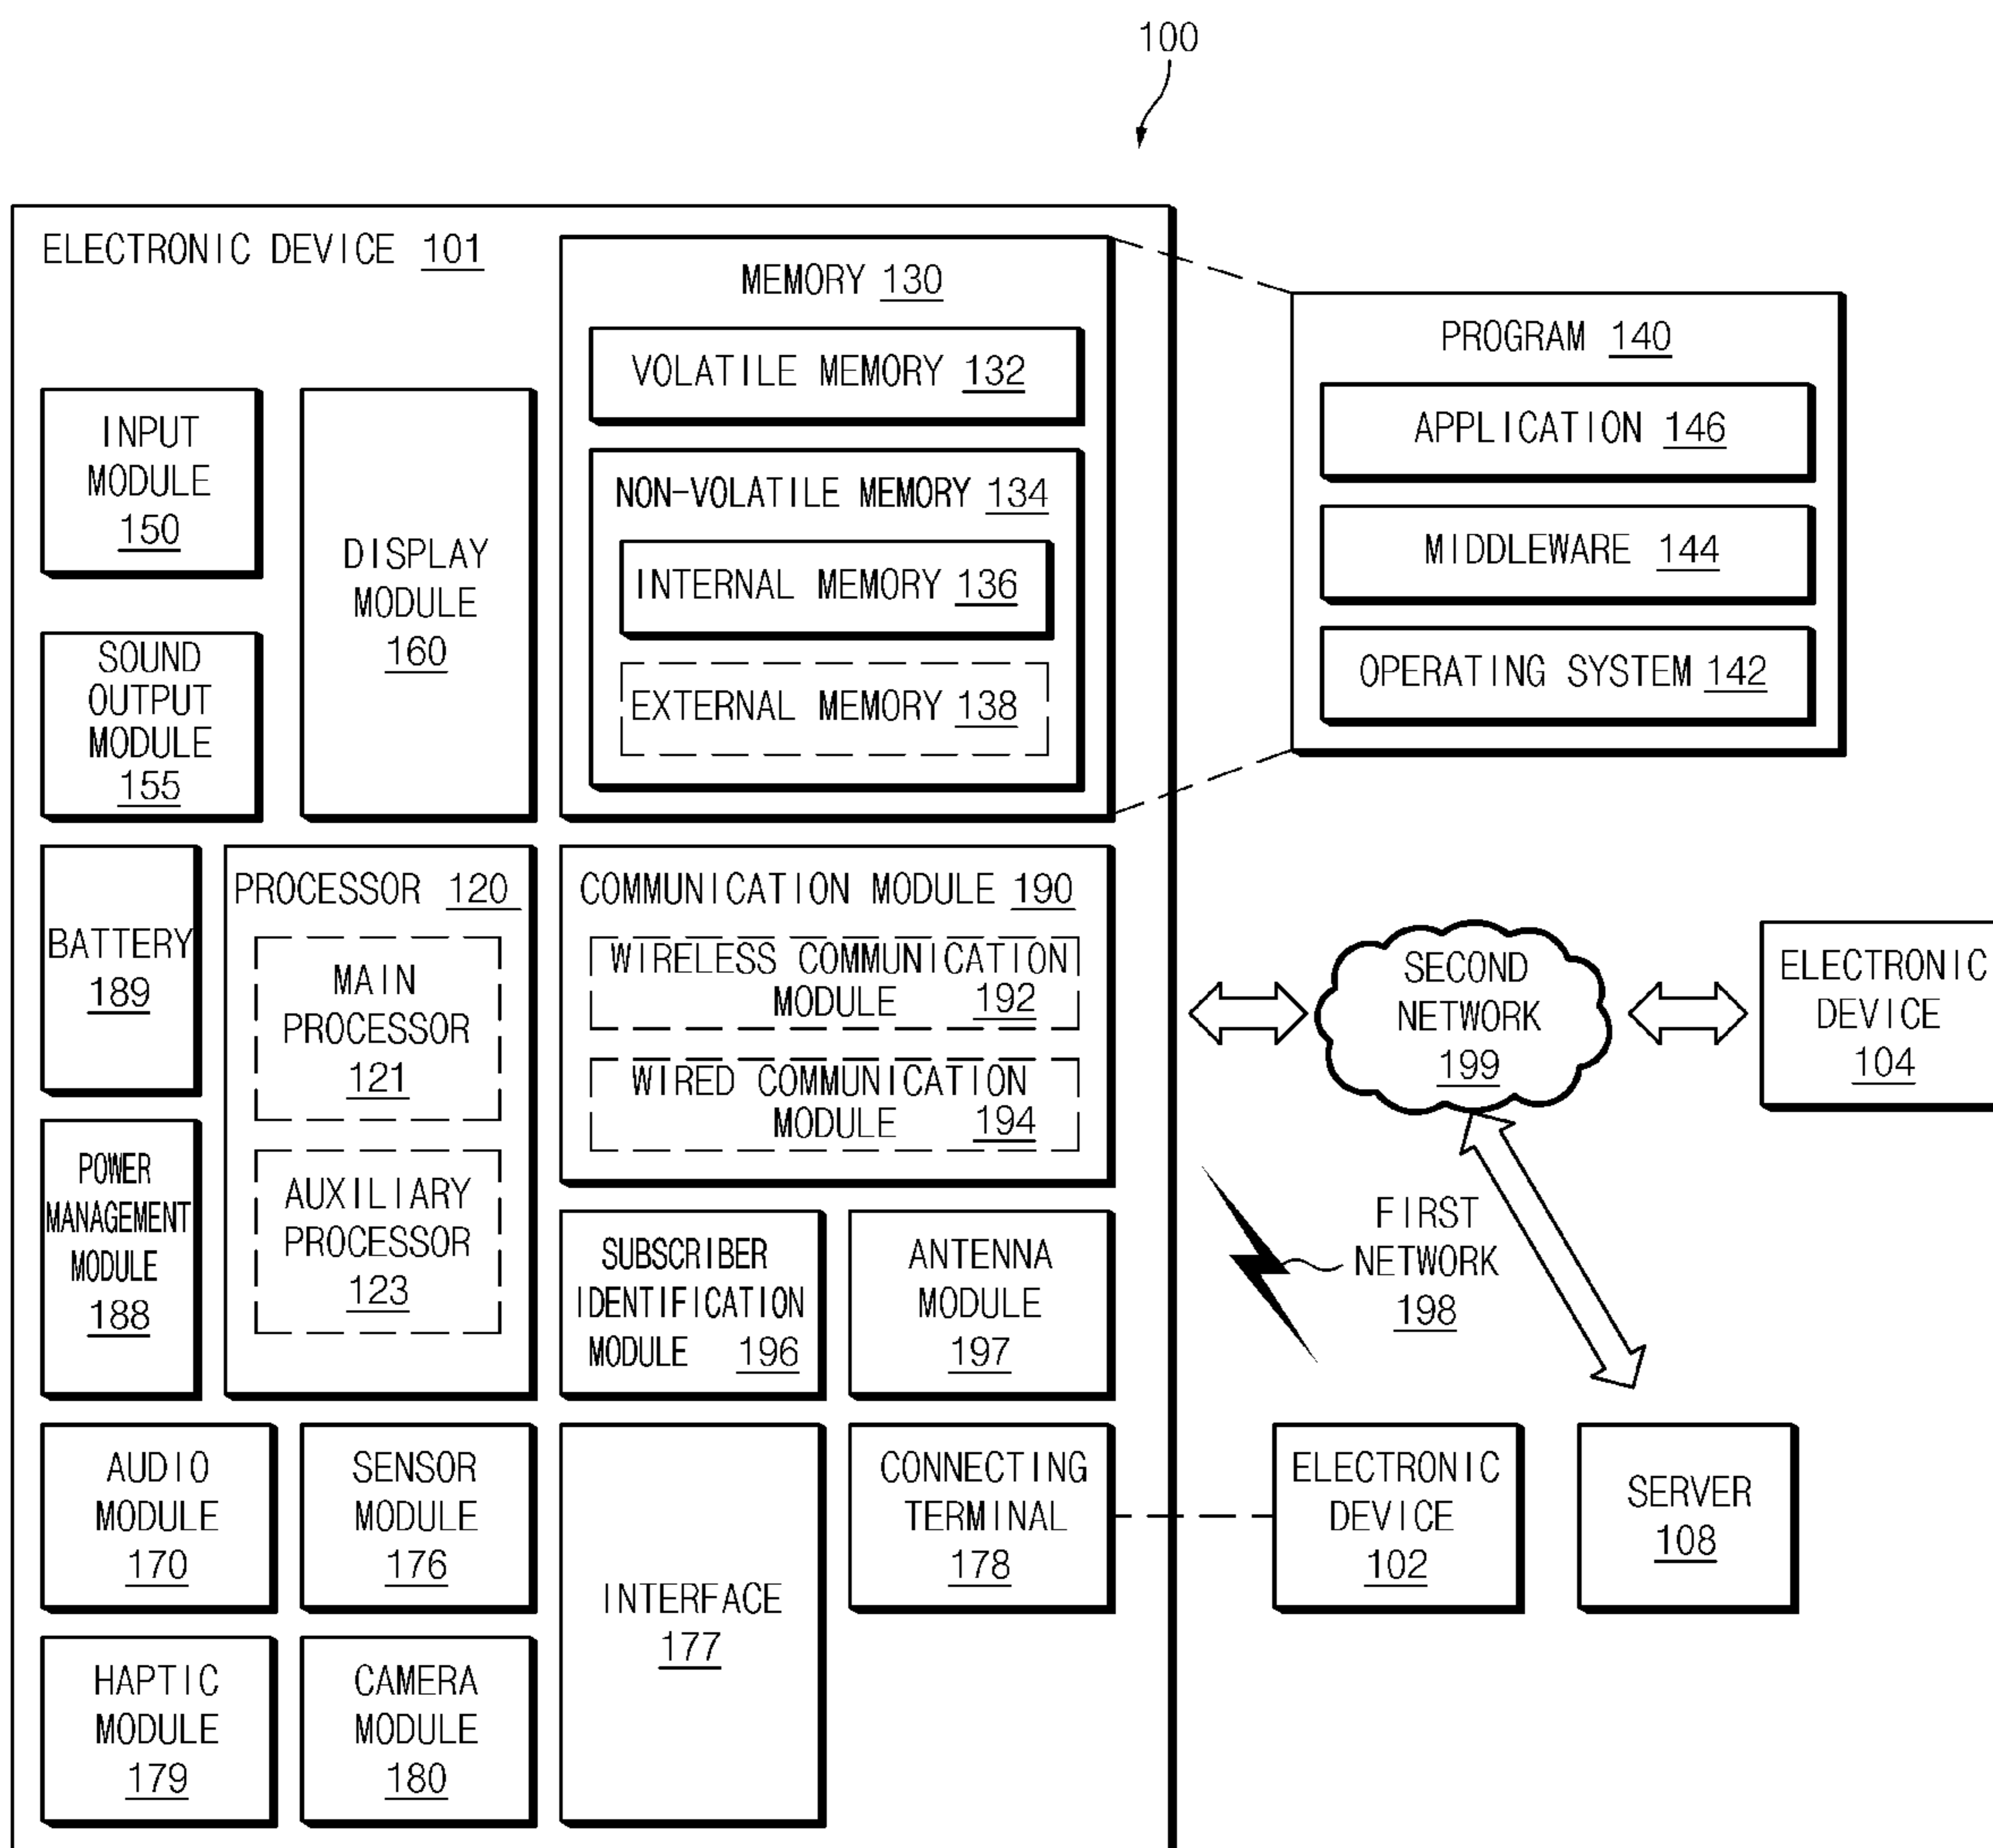 100
ELECTRONIC DEVICE 101
MEMORY 130
VOLATILE MEMORY 132
NON-VOLATILE MEMORY 134
INTERNAL MEMORY 136
EXTERNAL MEMORY 138
PROGRAM 140
APPLICATION 146
MIDDLEWARE 144
OPERATING SYSTEM 142
INPUT
MODULE
150
SOUND
OUTPUT
MODULE
155
DISPLAY
MODULE
160
BATTERY
189
POWER
MANAGEMENT
MODULE
188
PROCESSOR 120
MAIN
PROCESSOR
121
AUXILIARY
PROCESSOR
123
COMMUNICATION MODULE 190
WIRELESS COMMUNICATION
MODULE 192
WIRED COMMUNICATION
MODULE 194
SUBSCRIBER
IDENTIFICATION
MODULE 196
ANTENNA
MODULE
197
SECOND
NETWORK
199
ELECTRONIC
DEVICE
104
FIRST
NETWORK
198
AUDIO
MODULE
170
SENSOR
MODULE
176
INTERFACE
177
CONNECTING
TERMINAL
178
ELECTRONIC
DEVICE
102
SERVER
108
HAPTIC
MODULE
179
CAMERA
MODULE
180